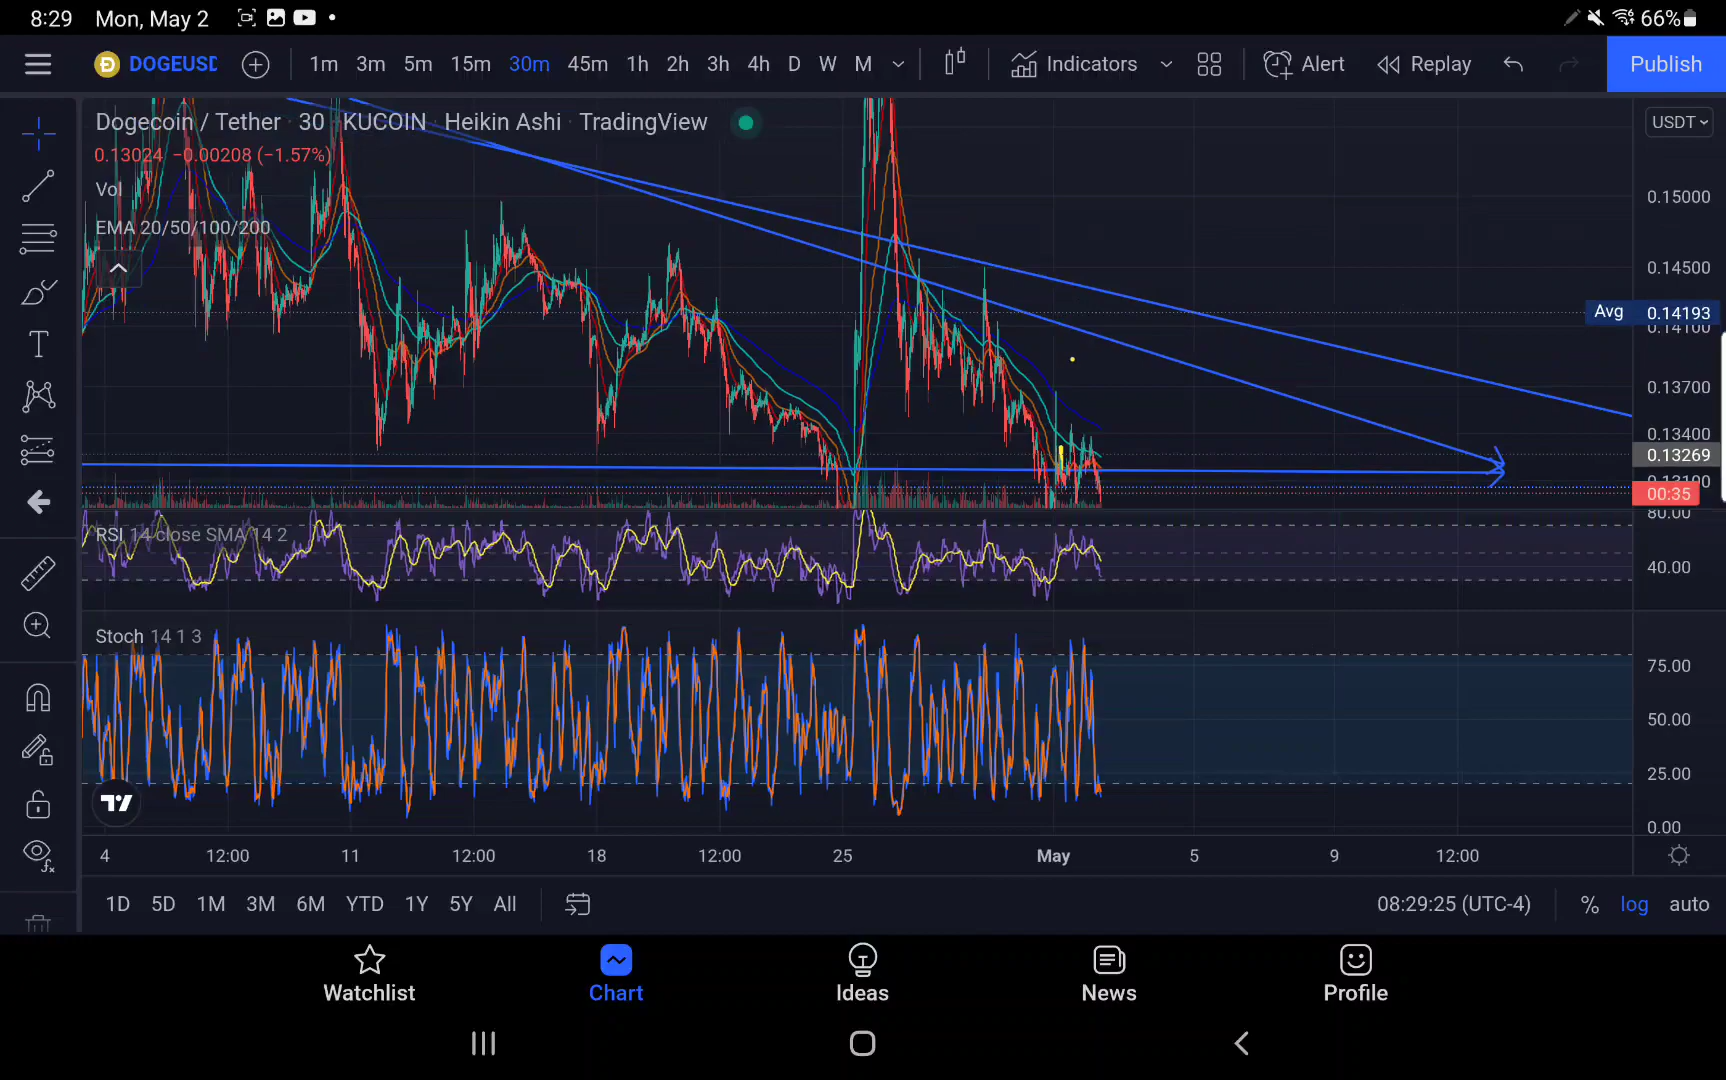 8:29 Mon, May 2 66%
DOGEUSD 1m 3m 5m 15m 30m 45m 1h 2h 3h 4h D W M Indicators Alert Replay Publish
Dogecoin / Tether · 30 · KUCOIN · Heikin Ashi · TradingView
USDT
0.13024 −0.00208 (−1.57%)
Vol
0.15000
EMA 20/50/100/200
0.14500
Avg 0.14193
0.14100
0.13700
0.13400
0.13269
0.13100
00:35
80.00
RSI 14 close SMA 14 2
40.00
Stoch 14 1 3
75.00
50.00
25.00
0.00
4 12:00 11 12:00 18 12:00 25 May 5 9 12:00
1D 5D 1M 3M 6M YTD 1Y 5Y All 08:29:25 (UTC-4) % log auto
Watchlist Chart Ideas News Profile